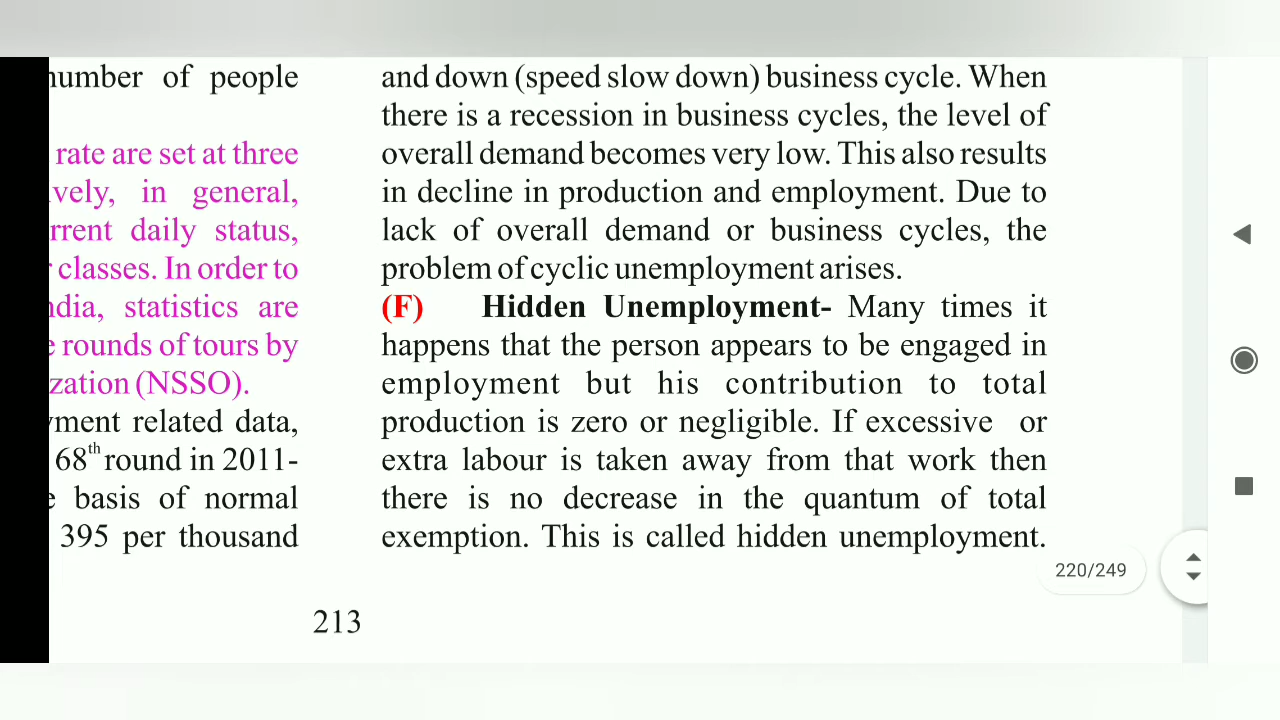 number of people
rate are set at three
vely, in general,
rrent daily status,
classes. In order to
ndia, statistics are
e rounds of tours by
zation (NSSO).
yment related data,
68th round in 2011-
e basis of normal
395 per thousand
and down (speed slow down) business cycle. When
there is a recession in business cycles, the level of
overall demand becomes very low. This also results
in decline in production and employment. Due to
lack of overall demand or business cycles, the
problem of cyclic unemployment arises.
(F) Hidden Unemployment- Many times it
happens that the person appears to be engaged in
employment but his contribution to total
production is zero or negligible. If excessive or
extra labour is taken away from that work then
there is no decrease in the quantum of total
exemption. This is called hidden unemployment.
220/249
213